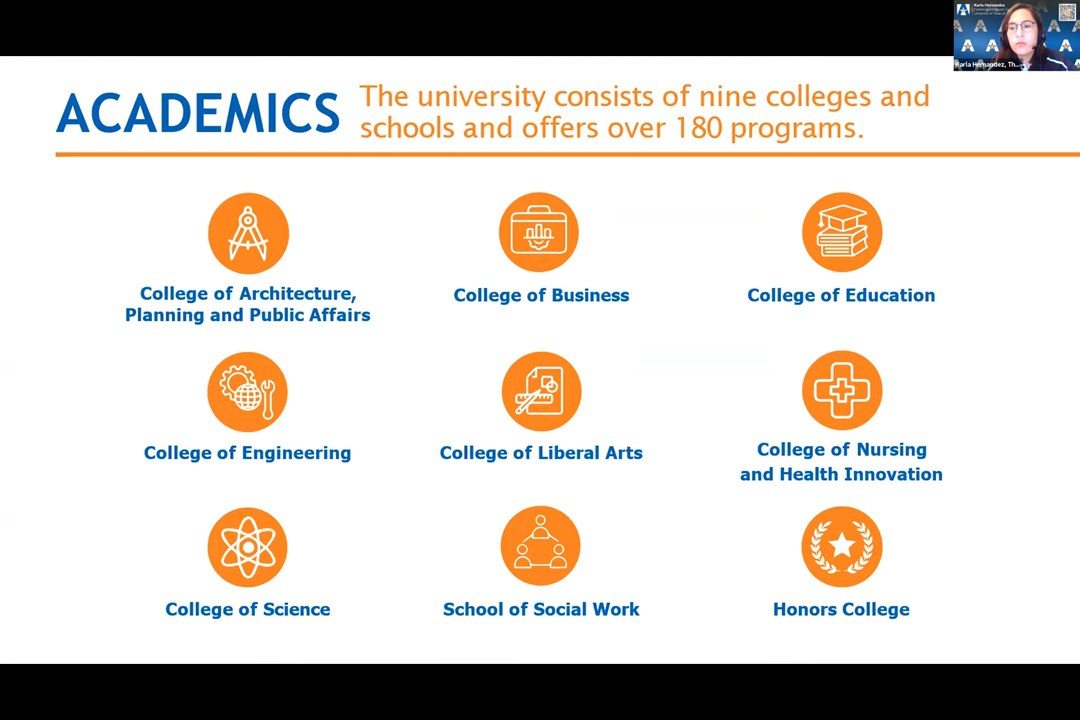 Karla Hernandez
Karla Hernandez, Th...
ACADEMICS
The university consists of nine colleges and
schools and offers over 180 programs.
College of Architecture,
Planning and Public Affairs
College of Business
College of Education
College of Engineering
College of Liberal Arts
College of Nursing
and Health Innovation
College of Science
School of Social Work
Honors College